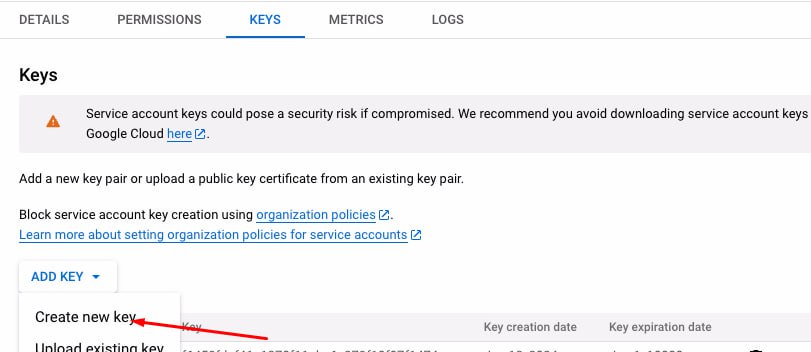 DETAILS PERMISSIONS KEYS METRICS LOGS
Keys
Service account keys could pose a security risk if compromised. We recommend you avoid downloading service account keys
Google Cloud here.
Add a new key pair or upload a public key certificate from an existing key pair.
Block service account key creation using organization policies.
Learn more about setting organization policies for service accounts
ADD KEY
Create new key
Key Key creation date Key expiration date
Upload existing key